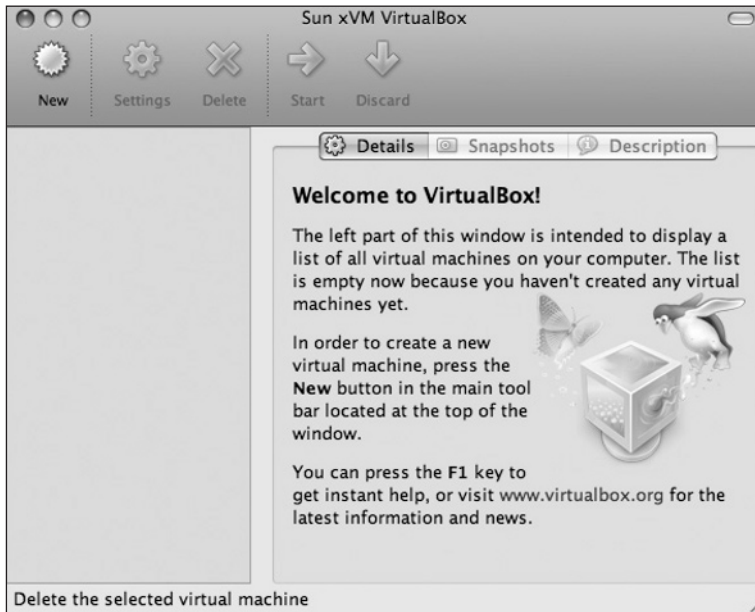 Sun xVM VirtualBox
New
Settings
Delete
Start
Discard
Details
Snapshots
Description
Welcome to VirtualBox!
The left part of this window is intended to display a
list of all virtual machines on your computer. The list
is empty now because you haven't created any virtual
machines yet.
In order to create a new
virtual machine, press the
New button in the main tool
bar located at the top of the
window.
You can press the F1 key to
get instant help, or visit www.virtualbox.org for the
latest information and news.
Delete the selected virtual machine